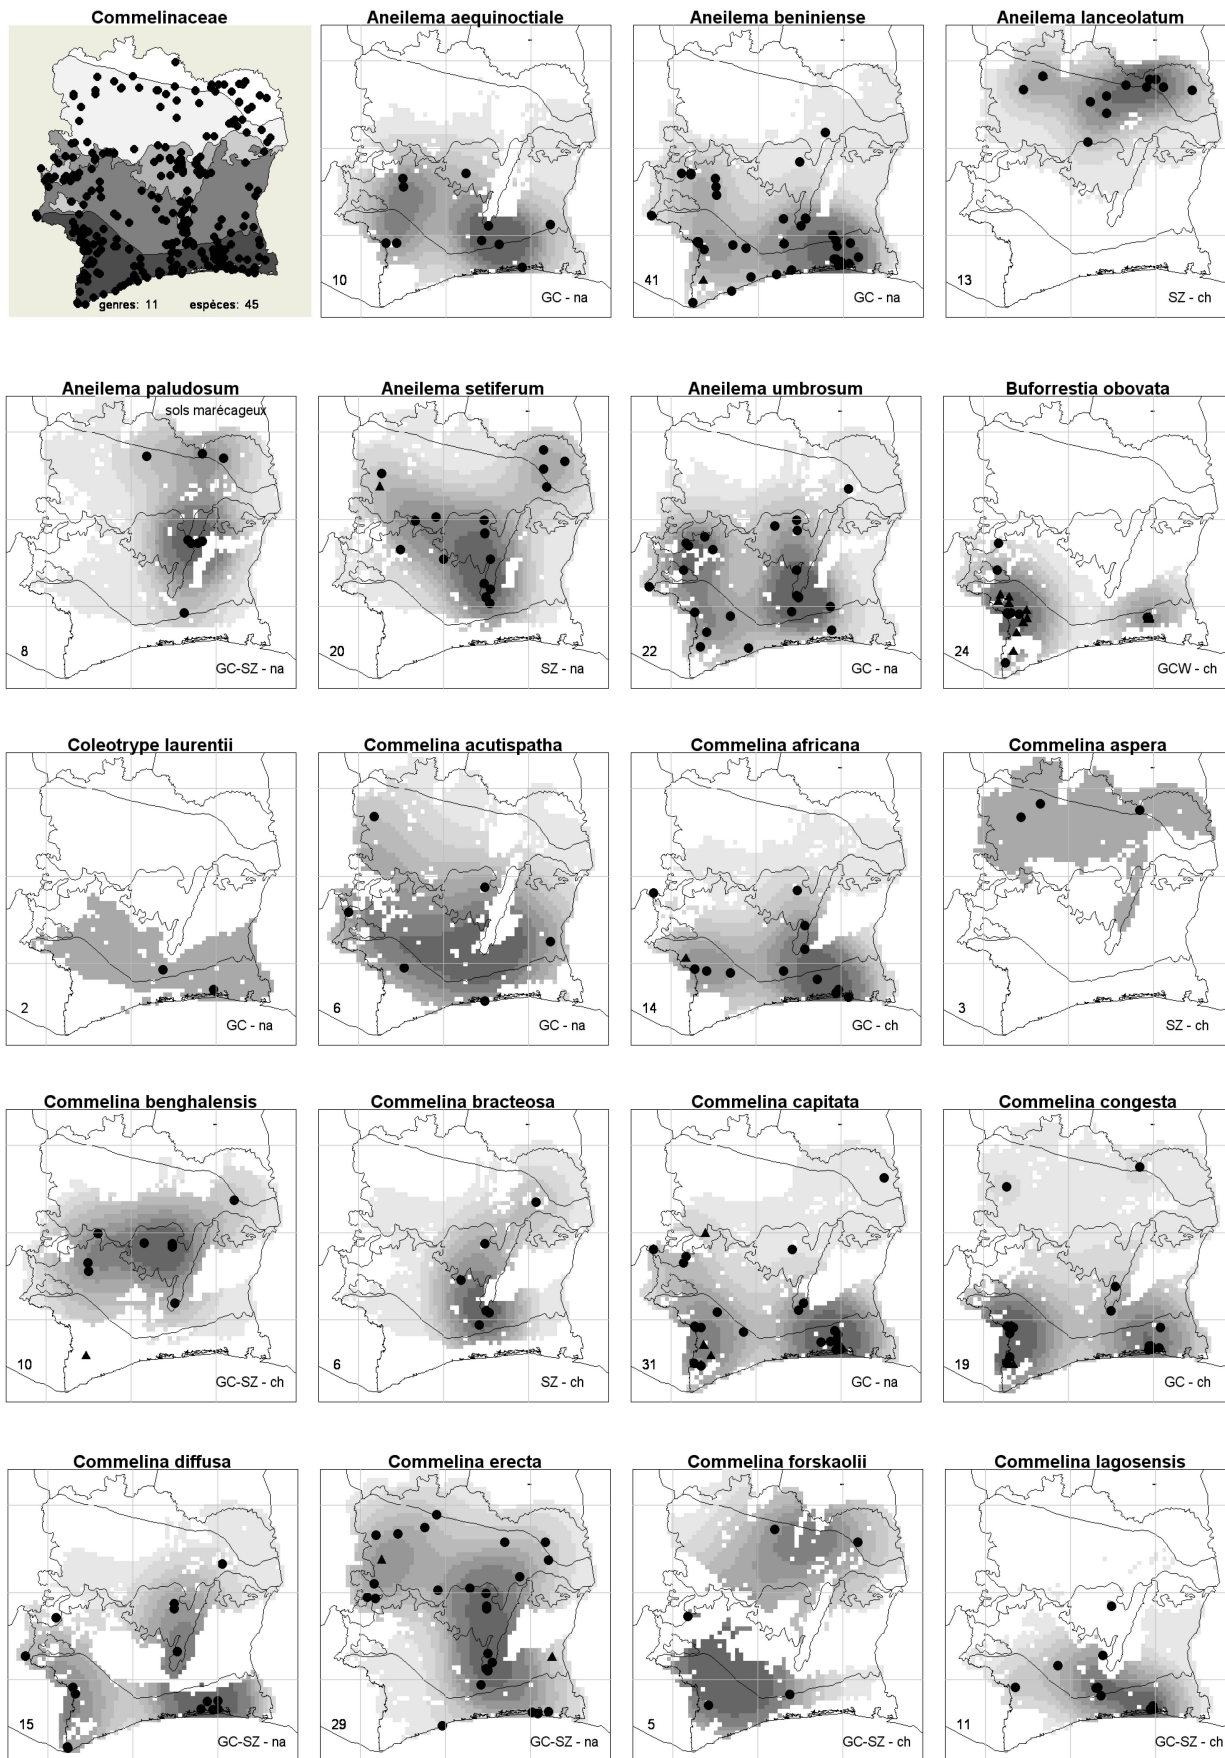 Commelinaceae
genres: 11 espèces: 45
Aneilema aequinoctiale
10
GC - na
Aneilema beniniense
41
GC - na
Aneilema lanceolatum
13
SZ - ch
Aneilema paludosum
sols marécageux
8
GC-SZ - na
Aneilema setiferum
20
SZ - na
Aneilema umbrosum
22
GC - na
Buforrestia obovata
24
GCW - ch
Coleotrype laurentii
2
GC - na
Commelina acutispatha
6
GC - na
Commelina africana
14
GC - ch
Commelina aspera
3
SZ - ch
Commelina benghalensis
10
GC-SZ - ch
Commelina bracteosa
6
SZ - ch
Commelina capitata
31
GC - na
Commelina congesta
19
GC - ch
Commelina diffusa
15
GC-SZ - na
Commelina erecta
29
GC-SZ - na
Commelina forskaolii
5
GC-SZ - ch
Commelina lagosensis
11
GC-SZ - ch